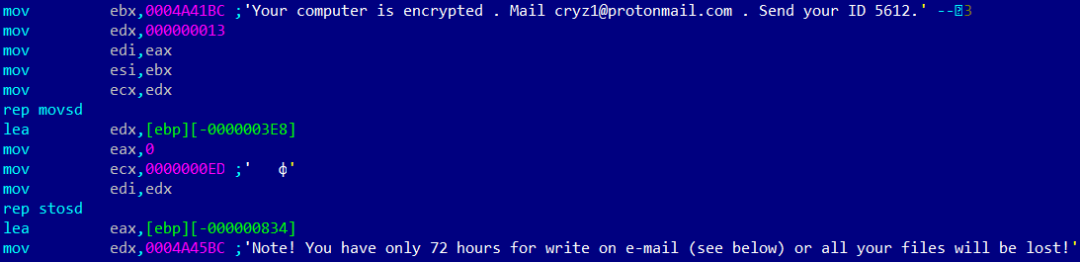 mov ebx,0004A41BC ;'Your computer is encrypted . Mail cryz1@protonmail.com . Send your ID 5612.' --3
mov edx,000000013
mov edi,eax
mov esi,ebx
mov ecx,edx
rep movsd
lea edx,[ebp][-0000003E8]
mov eax,0
mov ecx,0000000ED ;' ф'
mov edi,edx
rep stosd
lea eax,[ebp][-000000834]
mov edx,0004A45BC ;'Note! You have only 72 hours for write on e-mail (see below) or all your files will be lost!'